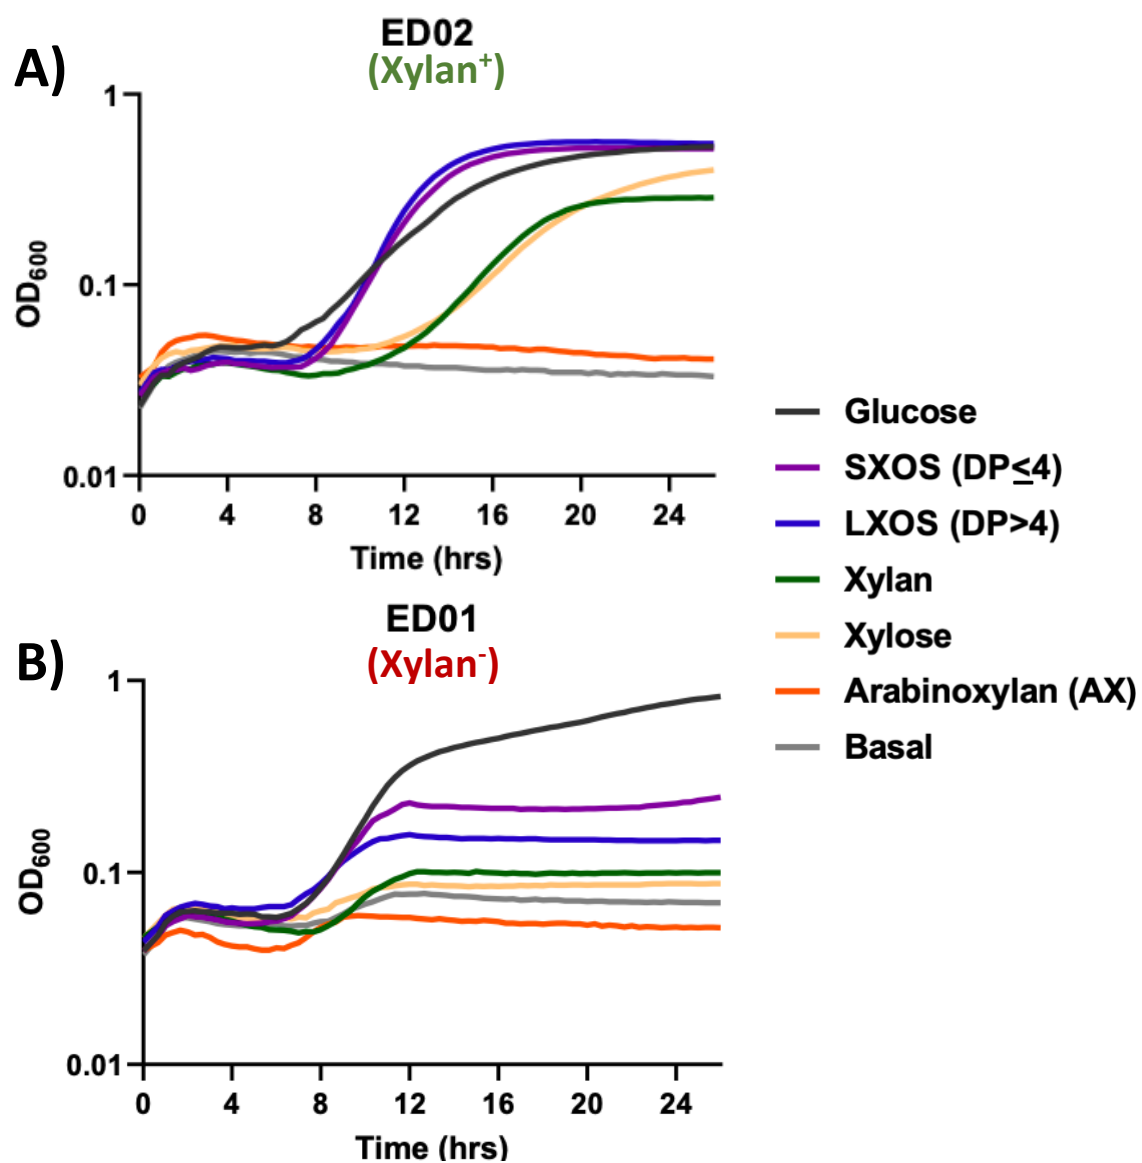 A)
ED02
(Xylan⁺)
1
0.1
0.01
OD₆₀₀
0 4 8 12 16 20 24
Time (hrs)
Glucose
SXOS (DP≤4)
LXOS (DP>4)
Xylan
Xylose
Arabinoxylan (AX)
Basal
B)
ED01
(Xylan⁻)
1
0.1
0.01
OD₆₀₀
0 4 8 12 16 20 24
Time (hrs)